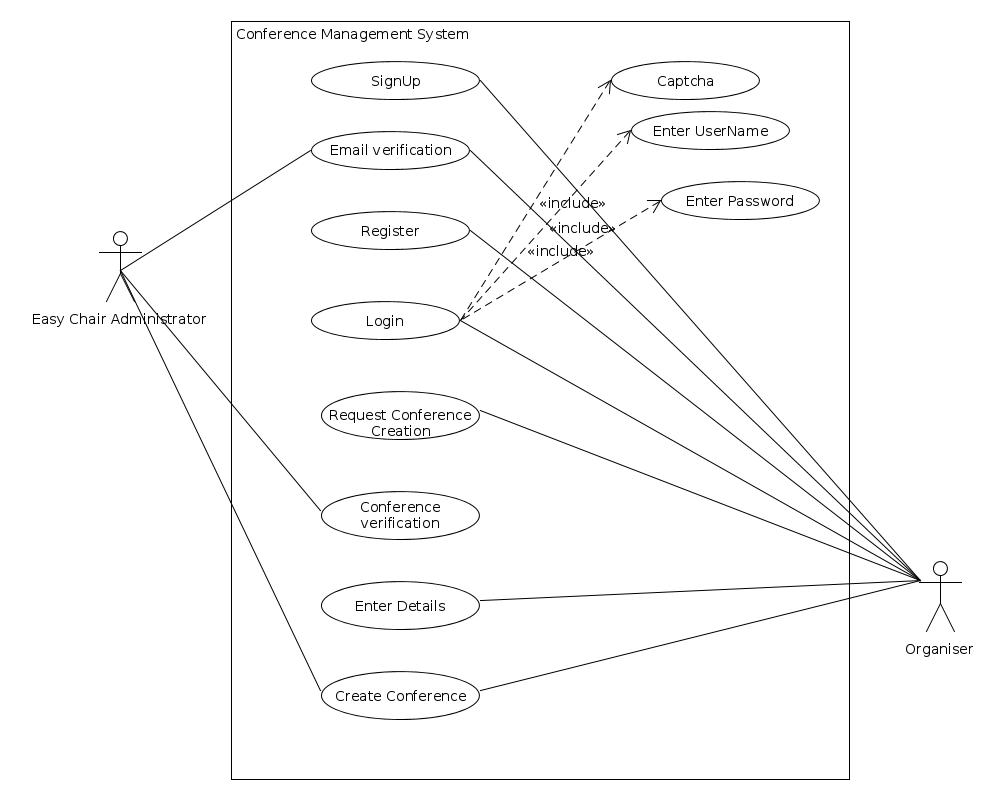 Conference Management System
SignUp
Captcha
Enter UserName
Email verification
Enter Password
«include»
«include»
Register
«include»
Easy Chair Administrator
Login
Request Conference
Creation
Conference
verification
Enter Details
Organiser
Create Conference